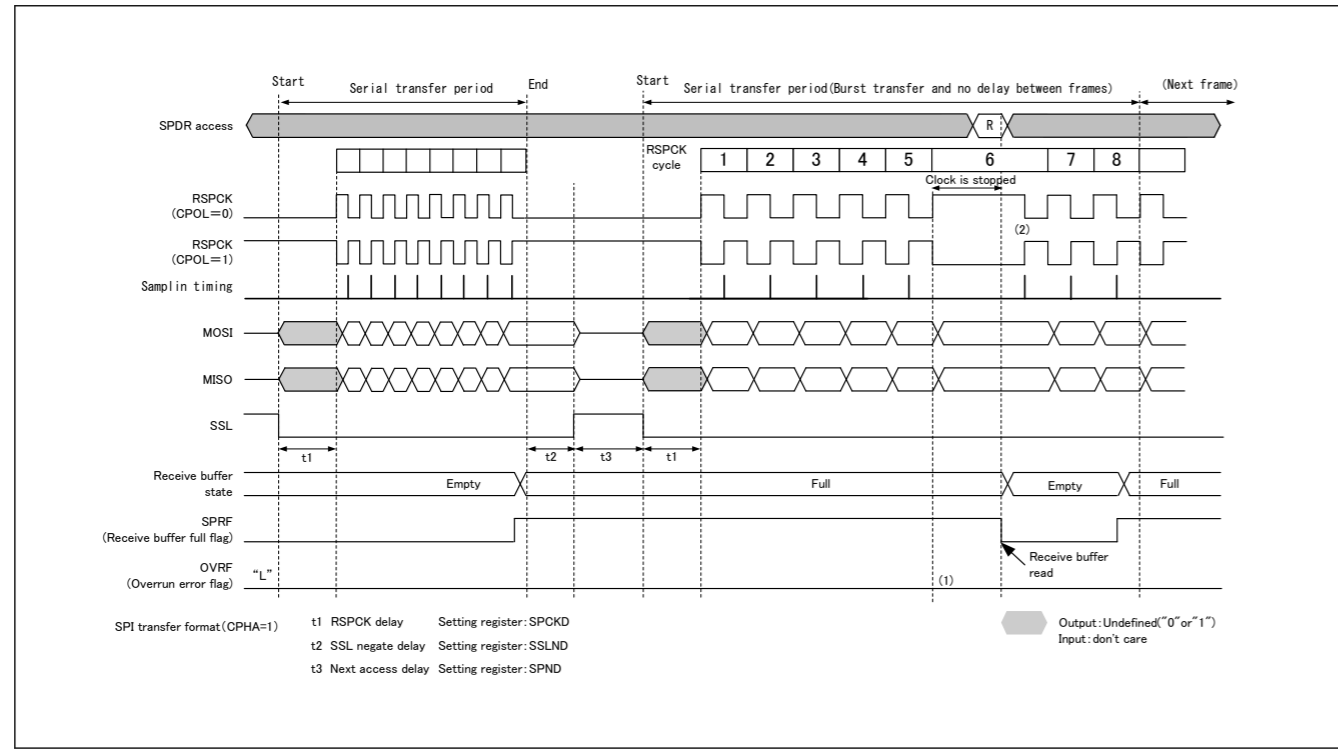 Start
Serial transfer period
End
Start
Serial transfer period(Burst transfer and no delay between frames)
(Next frame)
SPDR access
R
RSPCK
cycle
1 2 3 4 5 6 7 8
Clock is stopped
RSPCK
(CPOL=0)
(2)
RSPCK
(CPOL=1)
Samplin timing
MOSI
MISO
SSL
t1
t2
t3
t1
Receive buffer
state
Empty
Full
Empty
Full
SPRF
(Receive buffer full flag)
Receive buffer
read
OVRF
(Overrun error flag)
“L”
(1)
SPI transfer format(CPHA=1)
t1 RSPCK delay Setting register:SPCKD
t2 SSL negate delay Setting register:SSLND
t3 Next access delay Setting register:SPND
Output:Undefined("0"or"1")
Input:don't care